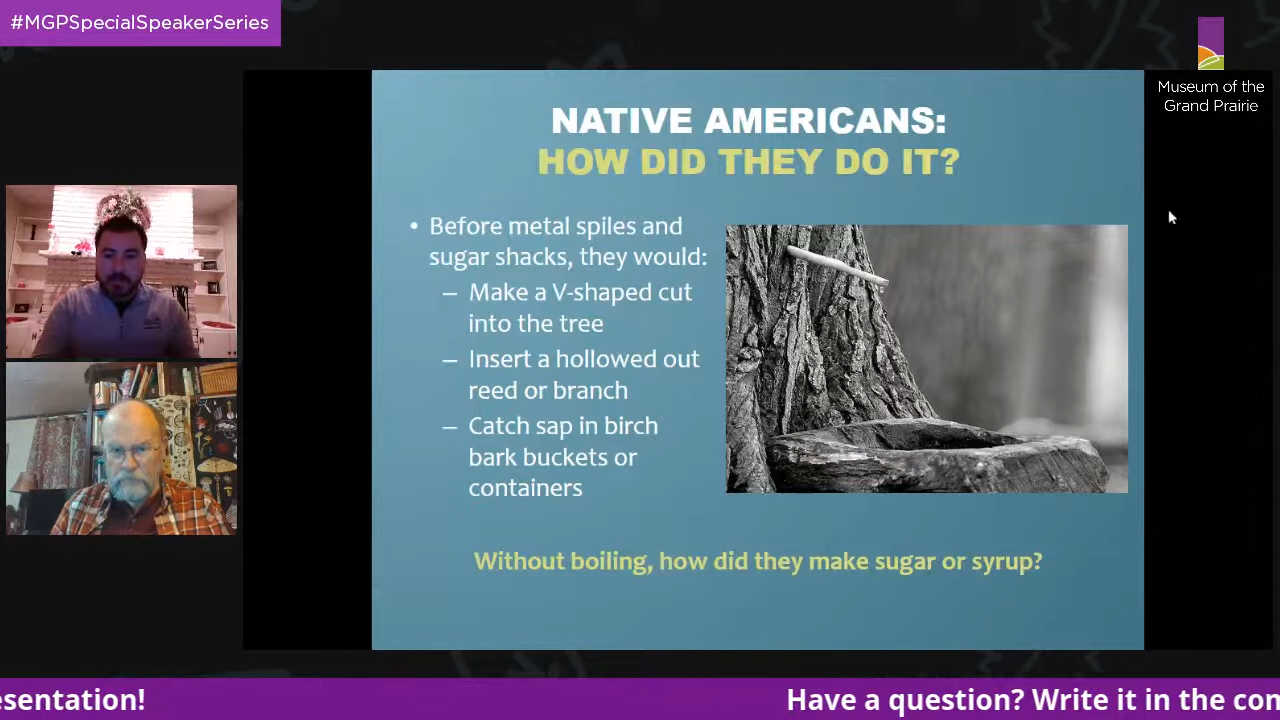 #MGPSpecialSpeakerSeries
Museum of the
Grand Prairie
NATIVE AMERICANS:
HOW DID THEY DO IT?
• Before metal spiles and
sugar shacks, they would:
– Make a V-shaped cut
into the tree
– Insert a hollowed out
reed or branch
– Catch sap in birch
bark buckets or
containers
Without boiling, how did they make sugar or syrup?
esentation!
Have a question? Write it in the con